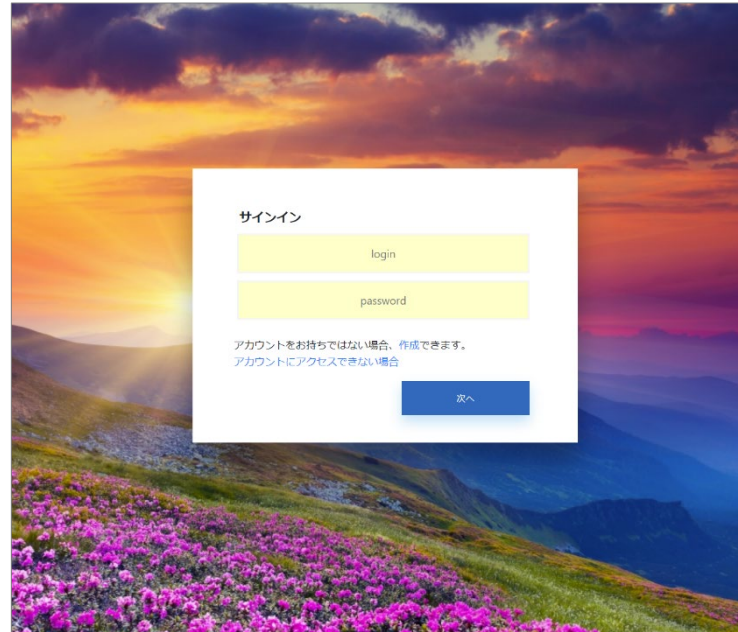 サインイン
login
password
アカウントをお持ちではない場合、作成できます。
アカウントにアクセスできない場合
次へ